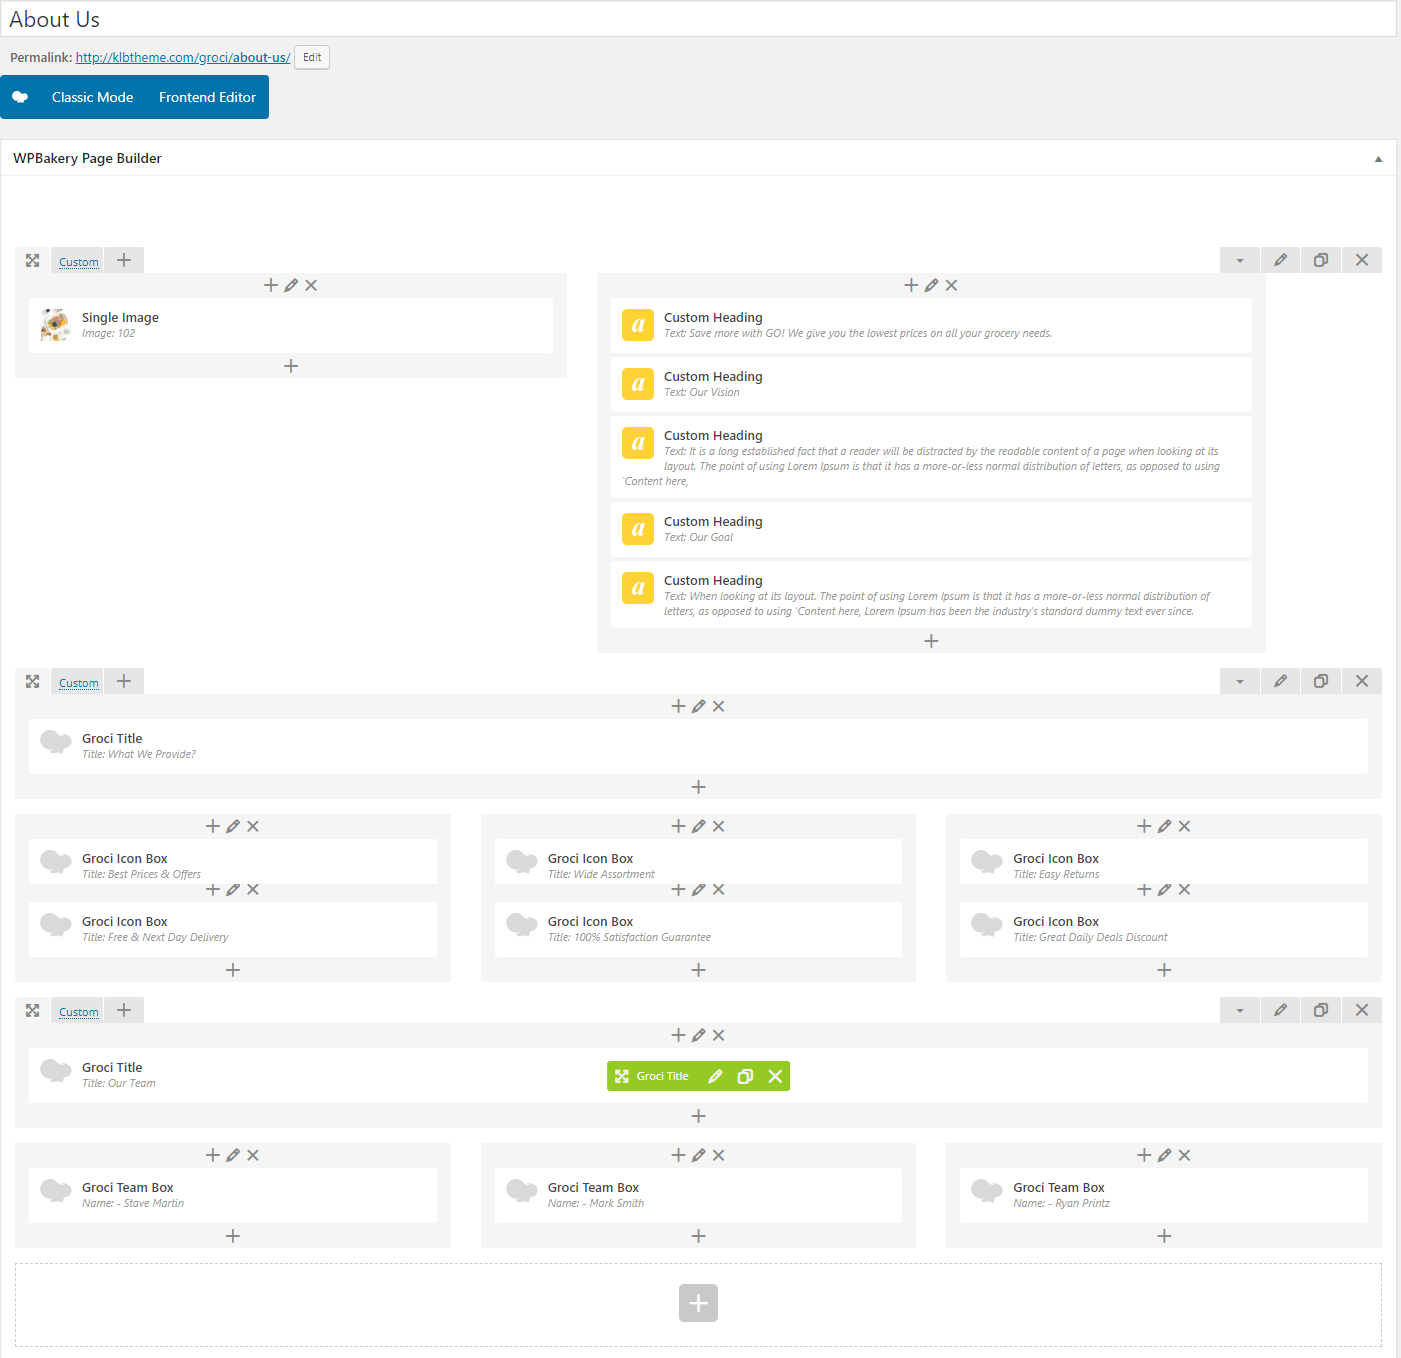 About Us
Permalink: http://klbtheme.com/groci/about-us/ Edit
Classic Mode Frontend Editor
WPBakery Page Builder
Custom
Single Image
Image: 102
a Custom Heading
Text: Save more with GO! We give you the lowest prices on all your grocery needs.
a Custom Heading
Text: Our Vision
a Custom Heading
Text: It is a long established fact that a reader will be distracted by the readable content of a page when looking at its
layout. The point of using Lorem Ipsum is that it has a more-or-less normal distribution of letters, as opposed to using
'Content here,
a Custom Heading
Text: Our Goal
a Custom Heading
Text: When looking at its layout. The point of using Lorem Ipsum is that it has a more-or-less normal distribution of
letters, as opposed to using 'Content here, Lorem Ipsum has been the industry's standard dummy text ever since.
Custom
Groci Title
Title: What We Provide?
Groci Icon Box
Title: Best Prices & Offers
Groci Icon Box
Title: Free & Next Day Delivery
Groci Icon Box
Title: Wide Assortment
Groci Icon Box
Title: 100% Satisfaction Guarantee
Groci Icon Box
Title: Easy Returns
Groci Icon Box
Title: Great Daily Deals Discount
Custom
Groci Title
Title: Our Team
Groci Title
Groci Team Box
Name: - Stave Martin
Groci Team Box
Name: - Mark Smith
Groci Team Box
Name: - Ryan Printz